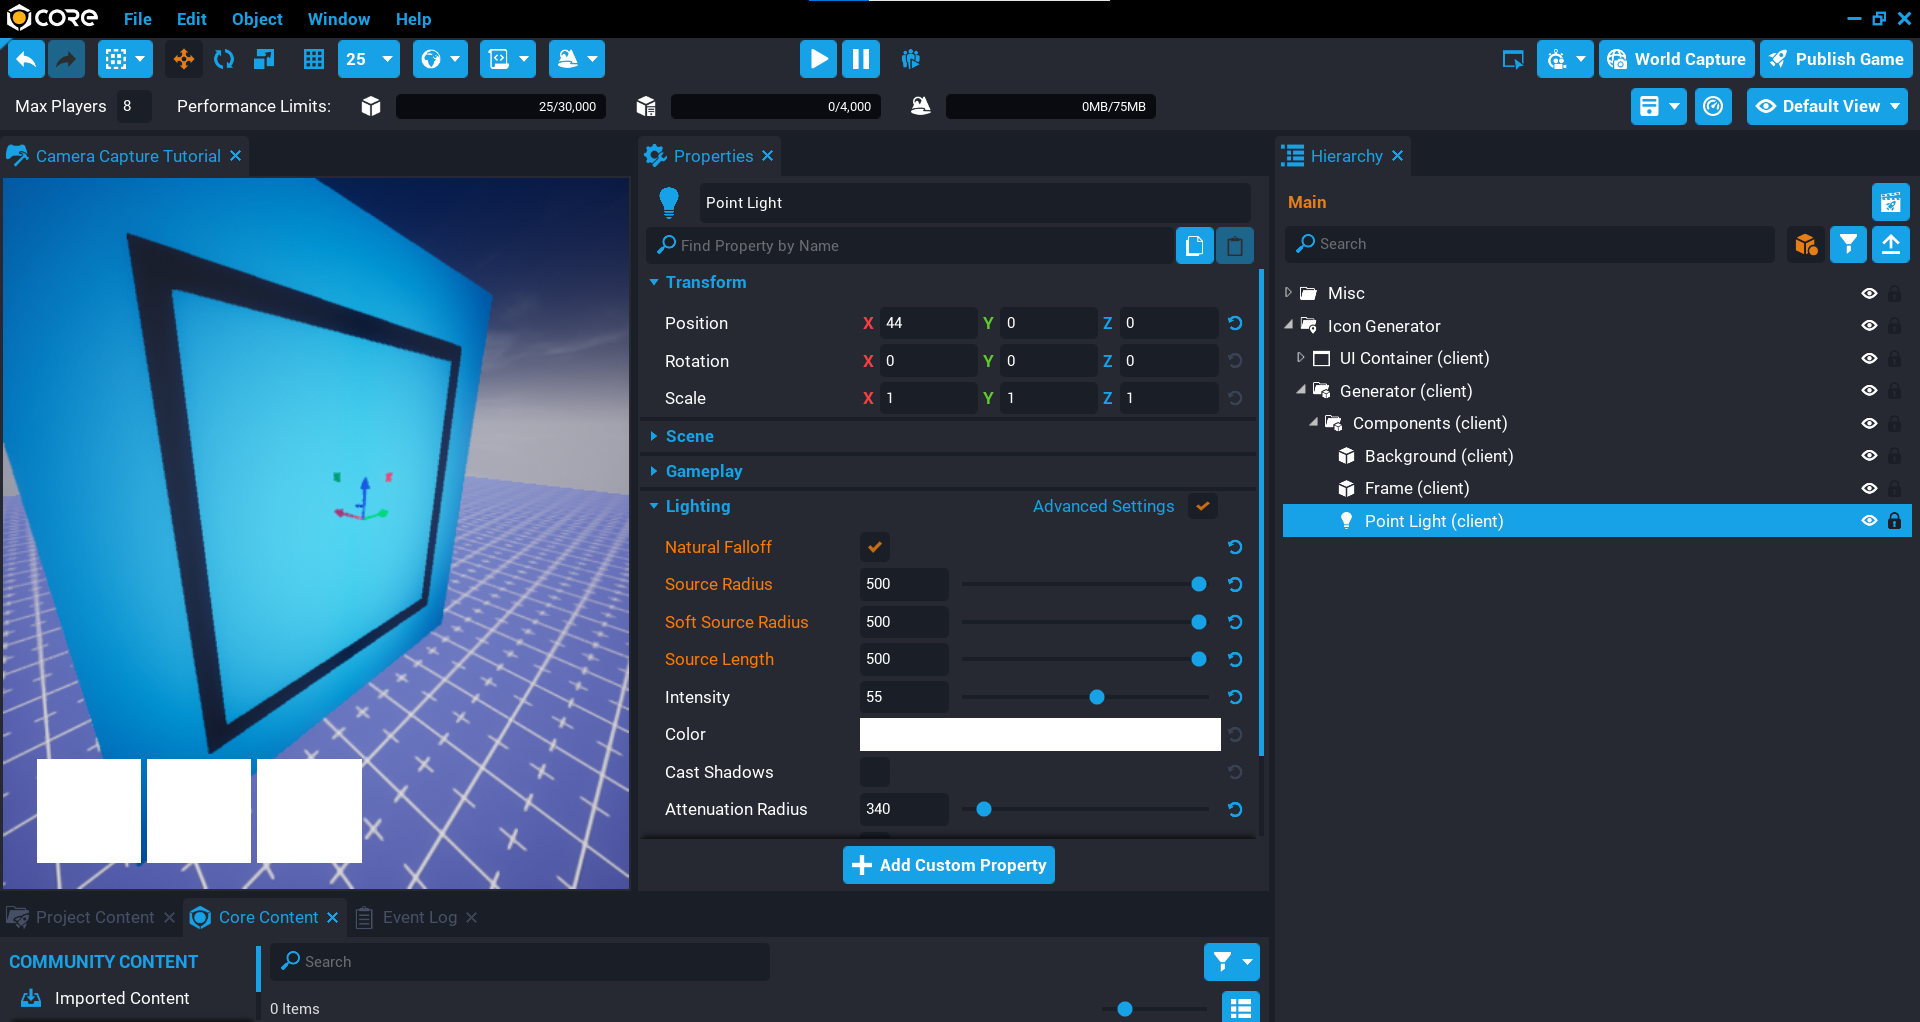 CORE File Edit Object Window Help
25 World Capture Publish Game
Max Players 8 Performance Limits: 25/30,000 0/4,000 0MB/75MB Default View
Camera Capture Tutorial
Properties
Point Light
Find Property by Name
Transform
Position X 44 Y 0 Z 0
Rotation X 0 Y 0 Z 0
Scale X 1 Y 1 Z 1
Scene
Gameplay
Lighting Advanced Settings
Natural Falloff
Source Radius 500
Soft Source Radius 500
Source Length 500
Intensity 55
Color
Cast Shadows
Attenuation Radius 340
Add Custom Property
Hierarchy
Main
Search
Misc
Icon Generator
UI Container (client)
Generator (client)
Components (client)
Background (client)
Frame (client)
Point Light (client)
Project Content Core Content Event Log
COMMUNITY CONTENT
Imported Content
Search
0 Items